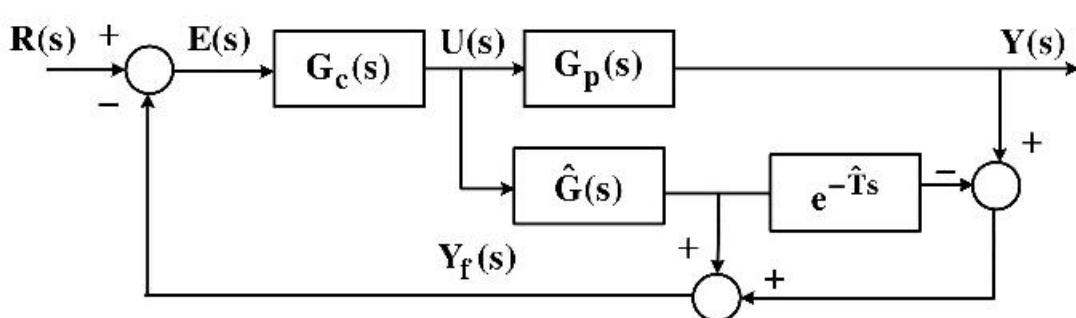 R(s) + − E(s) G_c(s) U(s) G_p(s) Y(s)
Ĝ(s) e^{−T̂s} − +
Y_f(s) + +